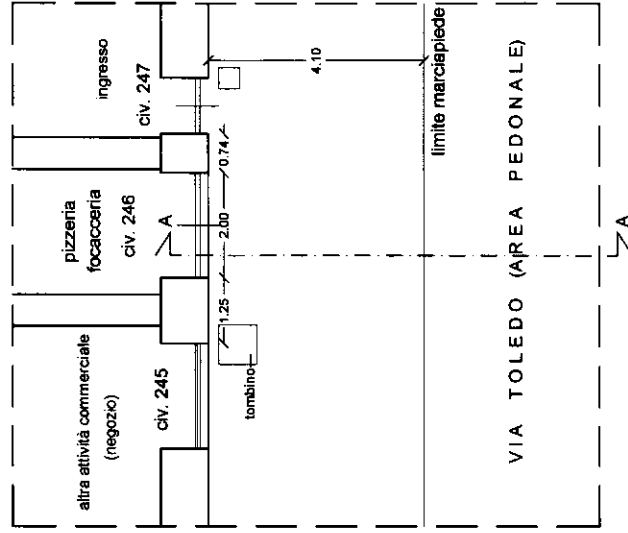 altra attività commerciale
(negozio)
civ. 245
pizzeria
focacceria
civ. 246
ingresso
civ. 247
A
1.25
2.00
0.74
4.10
tombino
limite marciapiede
VIA TOLEDO (AREA PEDONALE)
A